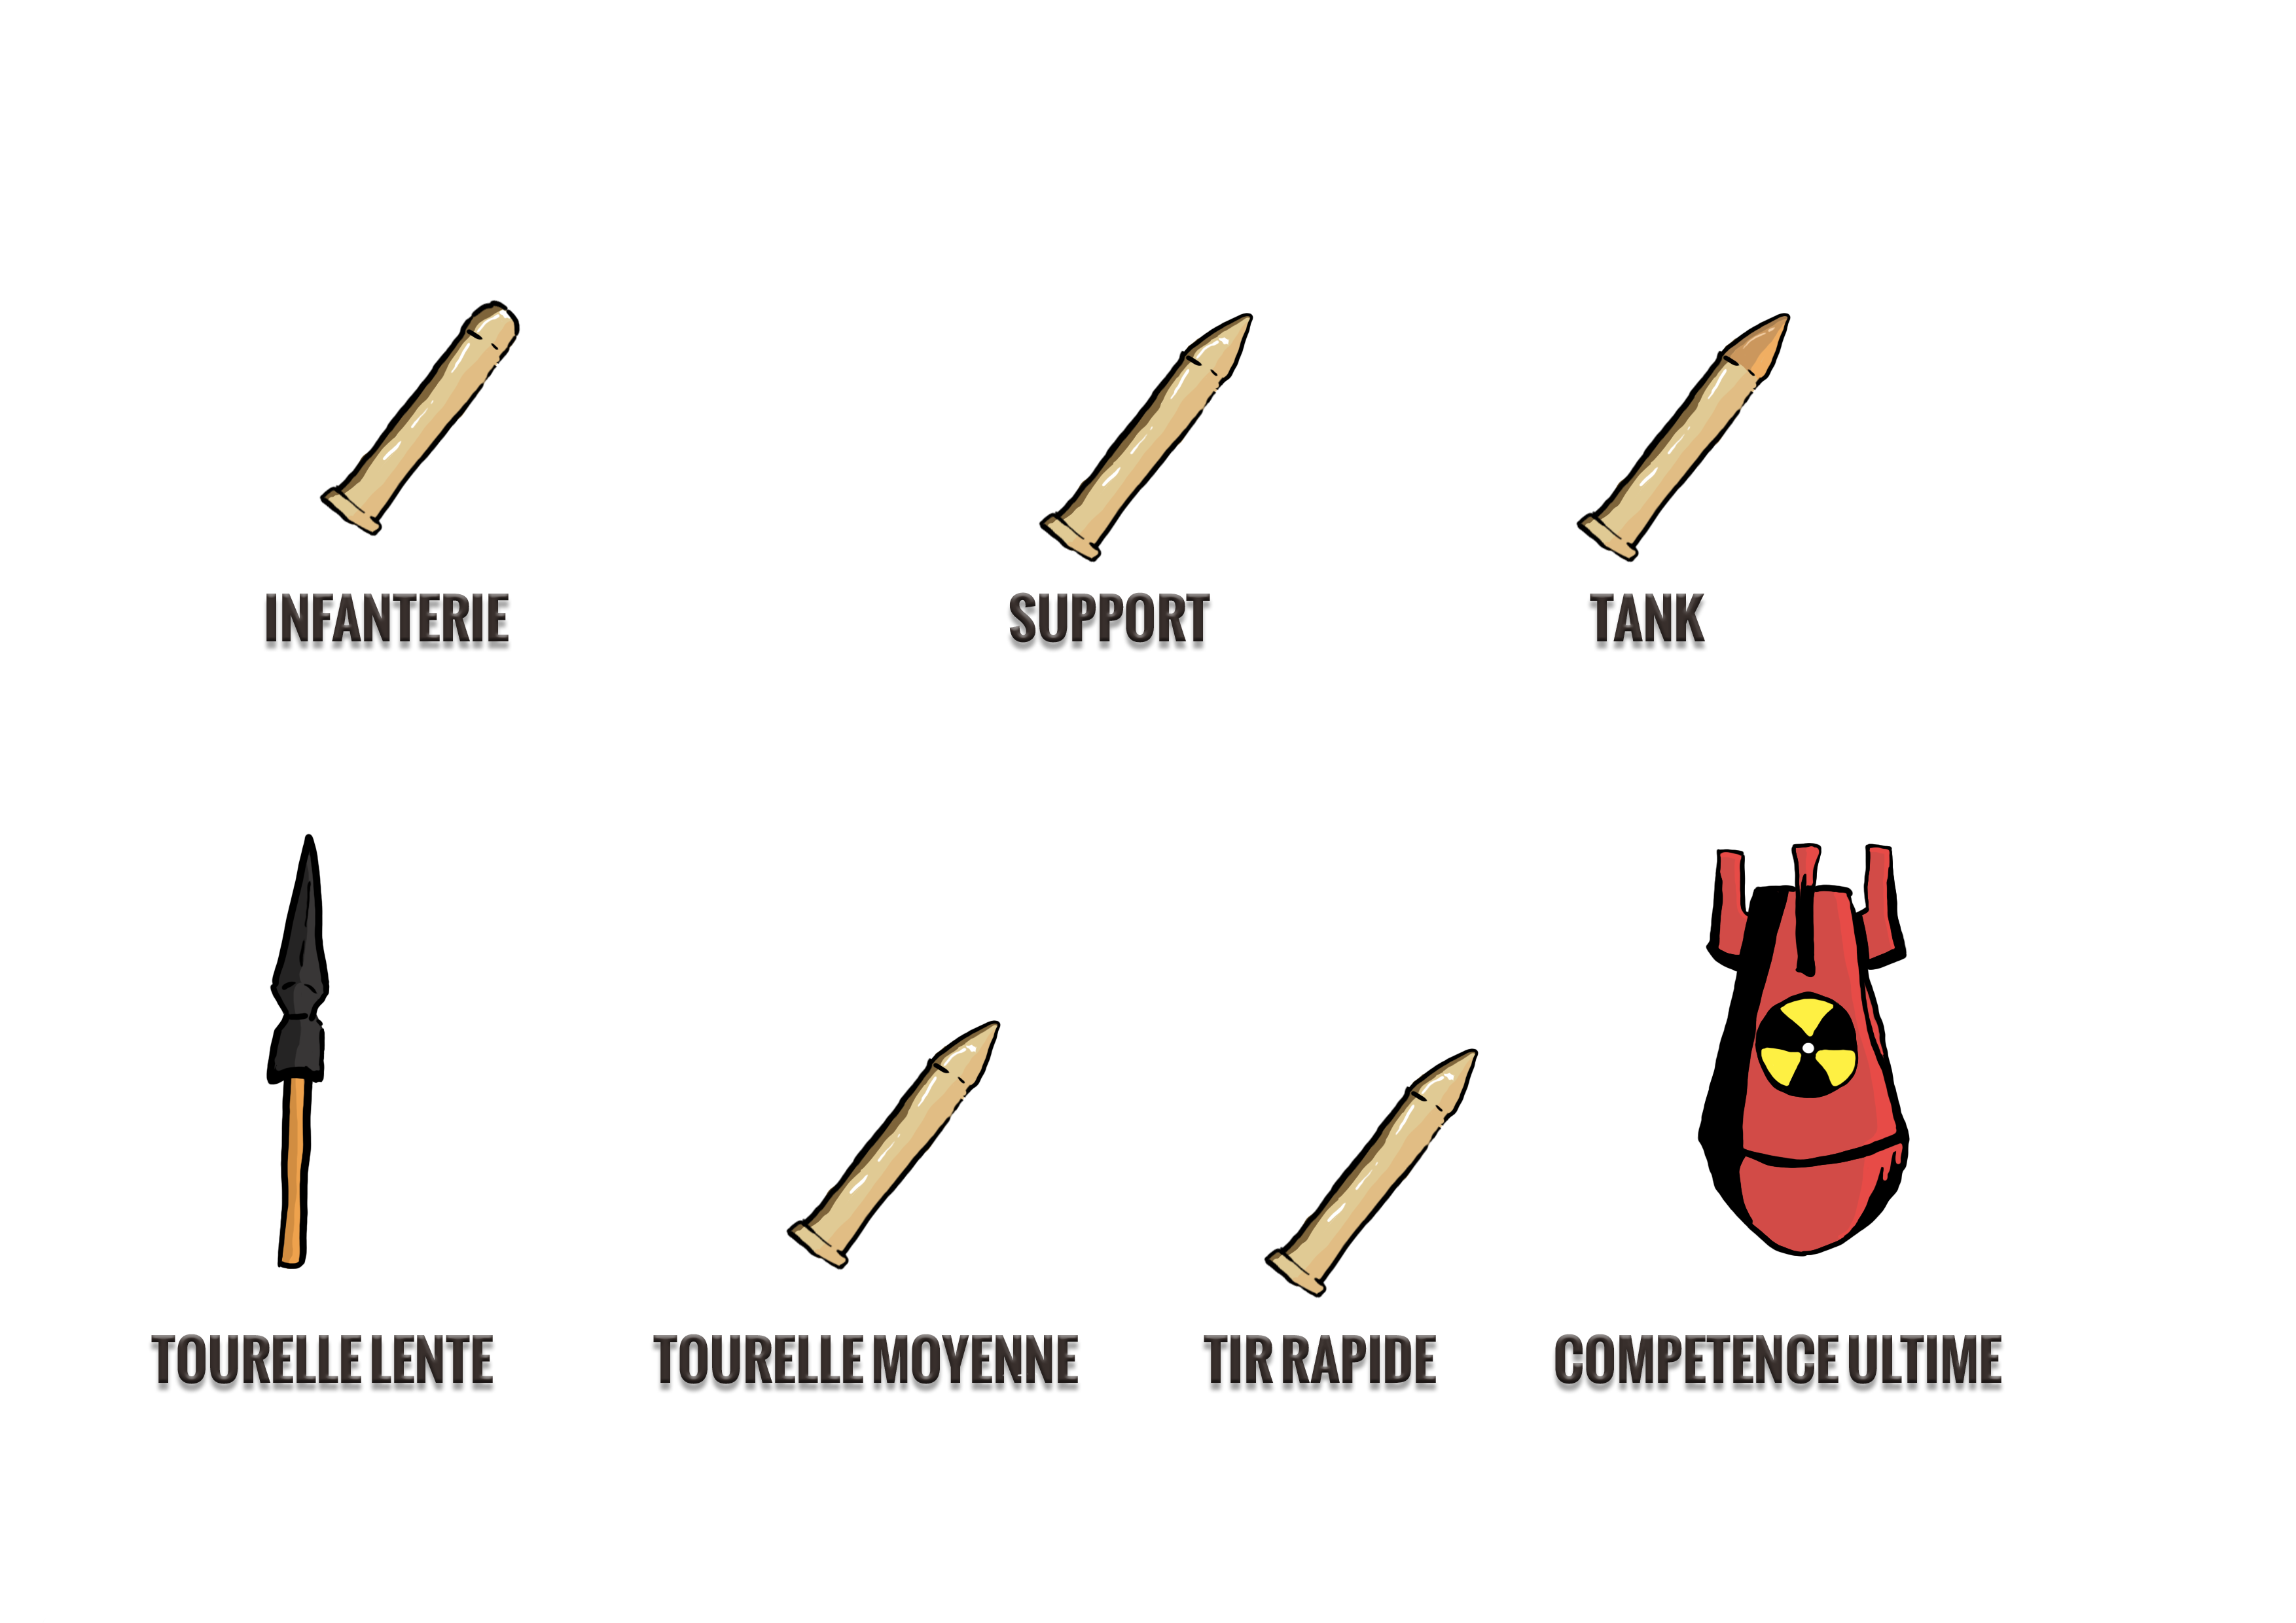 INFANTERIE
SUPPORT
TANK
TOURELLE LENTE
TOURELLE MOYENNE
TIR RAPIDE
COMPETENCE ULTIME